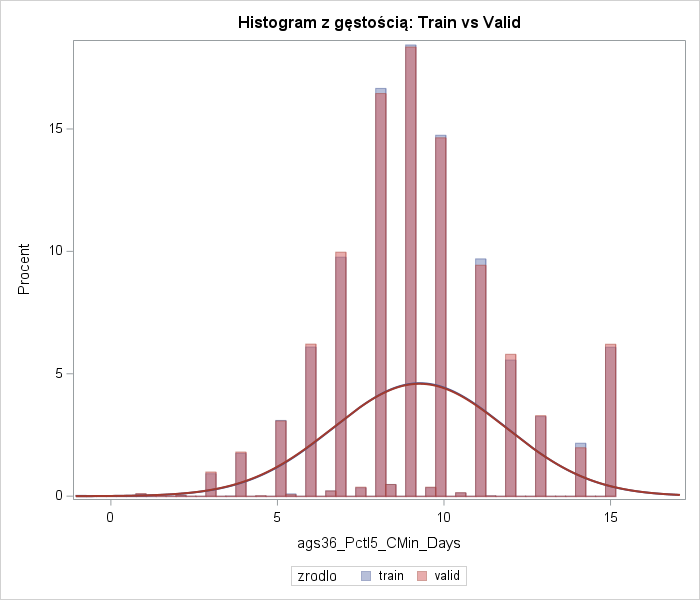 Histogram z gęstością: Train vs Valid
15
10
5
0
Procent
0 5 10 15
ags36_Pctl5_CMin_Days
zrodlo train valid